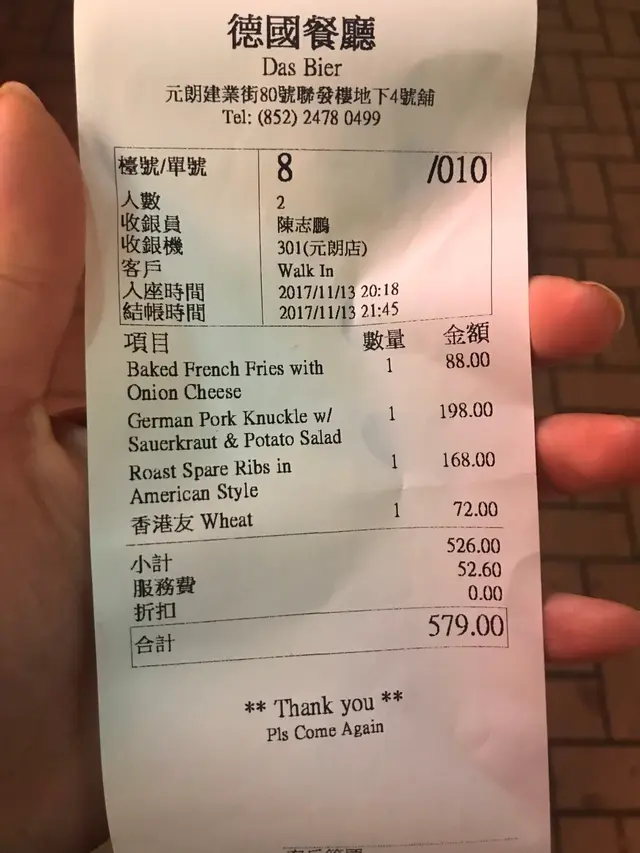 德國餐廳
Das Bier
元朗建業街80號聯發樓地下4號舖
Tel: (852) 2478 0499
檯號/單號 8 /010
人數 2
收銀員 陳志鵬
收銀機 301(元朗店)
客戶 Walk In
入座時間 2017/11/13 20:18
結帳時間 2017/11/13 21:45
項目 數量 金額
Baked French Fries with 1 88.00
Onion Cheese
German Pork Knuckle w/ 1 198.00
Sauerkraut & Potato Salad
Roast Spare Ribs in 1 168.00
American Style
香港友 Wheat 1 72.00
小計 526.00
服務費 52.60
折扣 0.00
合計 579.00
** Thank you **
Pls Come Again